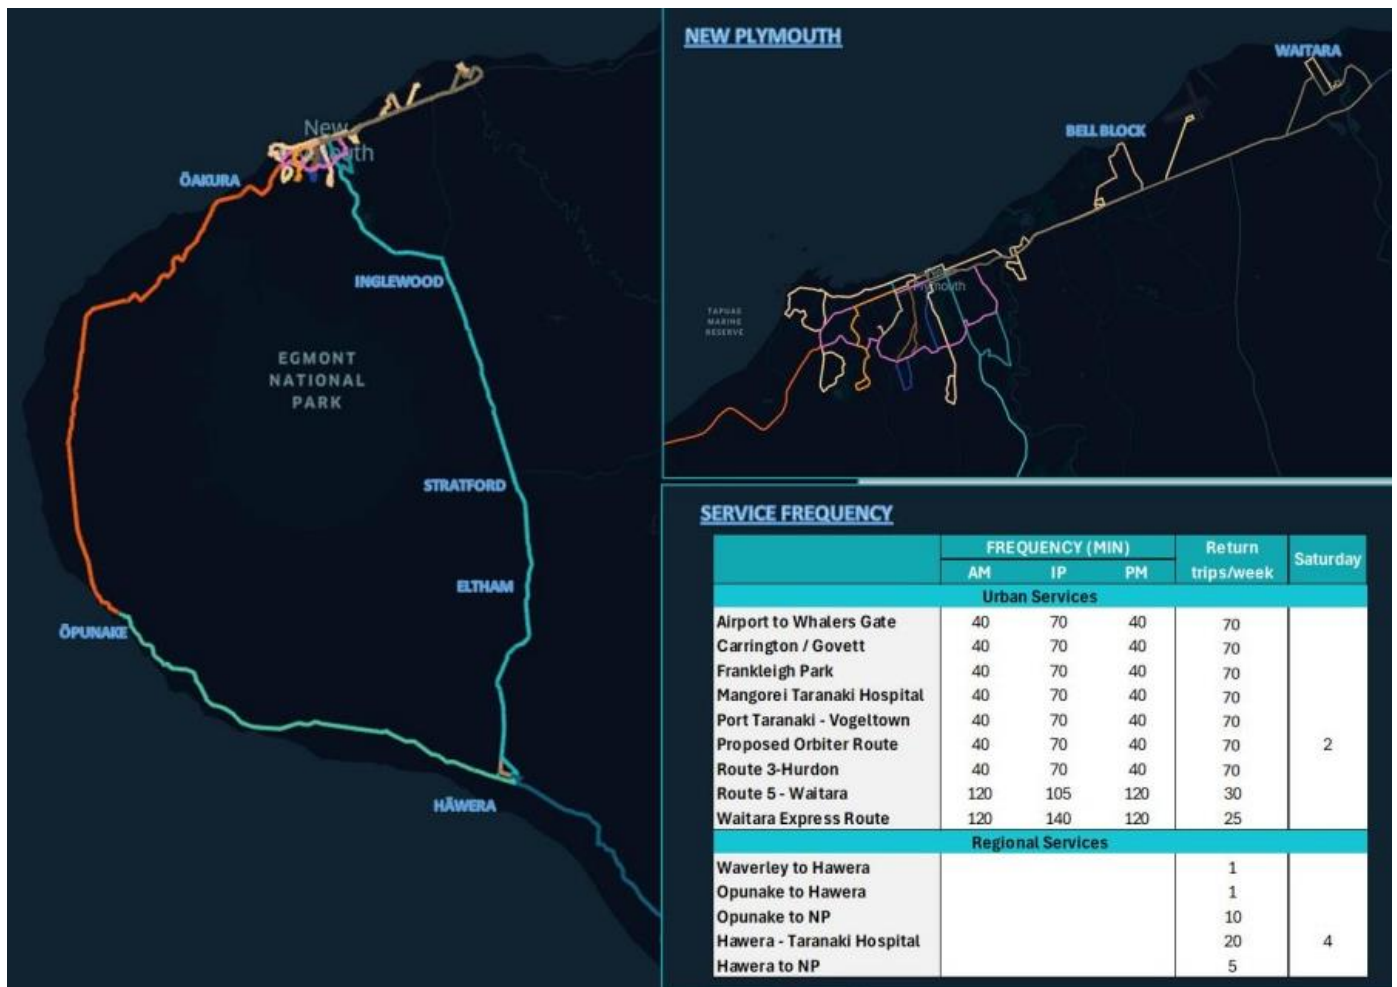 New
Plymouth
ŌAKURA
INGLEWOOD
EGMONT
NATIONAL
PARK
STRATFORD
ELTHAM
ŌPUNAKE
HĀWERA
NEW PLYMOUTH
WAITARA
BELL BLOCK
Plymouth
TAPUAE
MARINE
RESERVE
SERVICE FREQUENCY
FREQUENCY (MIN) Return Saturday
AM IP PM trips/week
Urban Services
Airport to Whalers Gate 40 70 40 70
Carrington / Govett 40 70 40 70
Frankleigh Park 40 70 40 70
Mangorei Taranaki Hospital 40 70 40 70
Port Taranaki - Vogeltown 40 70 40 70
Proposed Orbiter Route 40 70 40 70 2
Route 3-Hurdon 40 70 40 70
Route 5 - Waitara 120 105 120 30
Waitara Express Route 120 140 120 25
Regional Services
Waverley to Hawera 1
Opunake to Hawera 1
Opunake to NP 10
Hawera - Taranaki Hospital 20 4
Hawera to NP 5